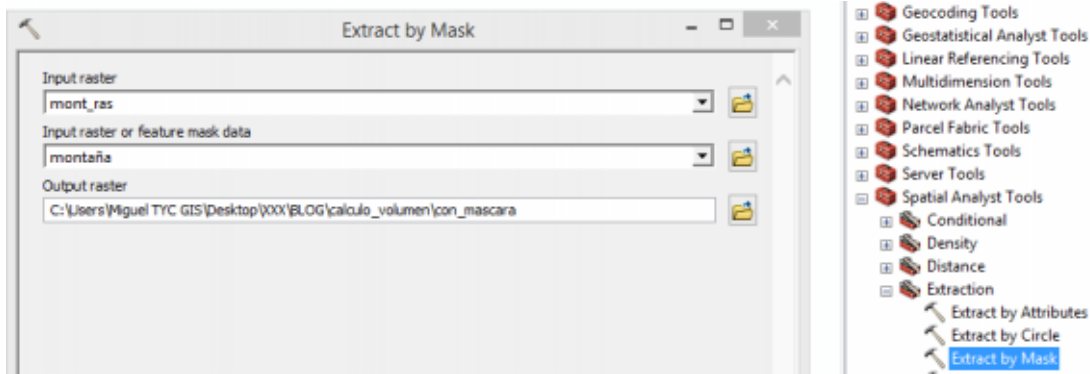 Extract by Mask
Input raster
mont_ras
Input raster or feature mask data
montaña
Output raster
C:\Users\Miguel TYC GIS\Desktop\XXX\BLOG\calculo_volumen\con_mascara
Geocoding Tools
Geostatistical Analyst Tools
Linear Referencing Tools
Multidimension Tools
Network Analyst Tools
Parcel Fabric Tools
Schematics Tools
Server Tools
Spatial Analyst Tools
Conditional
Density
Distance
Extraction
Extract by Attributes
Extract by Circle
Extract by Mask